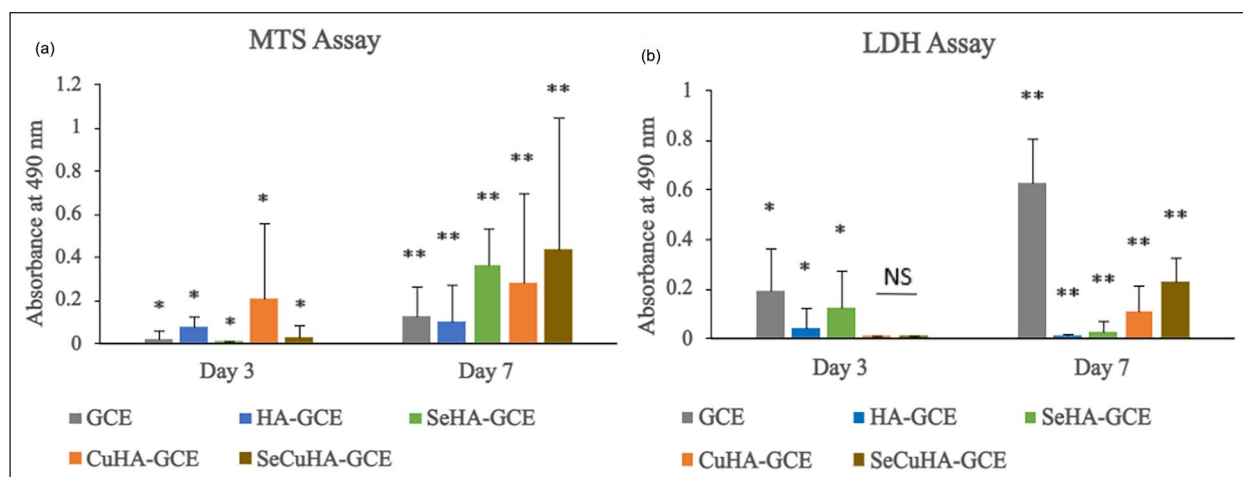 (a)
MTS Assay
Absorbance at 490 nm
1.2
1
0.8
0.6
0.4
0.2
0
*
*
*
*
*
**
**
**
**
**
Day 3
Day 7
GCE
HA-GCE
SeHA-GCE
CuHA-GCE
SeCuHA-GCE
(b)
LDH Assay
Absorbance at 490 nm
1
0.8
0.6
0.4
0.2
0
*
*
*
NS
**
**
**
**
**
Day 3
Day 7
GCE
HA-GCE
SeHA-GCE
CuHA-GCE
SeCuHA-GCE